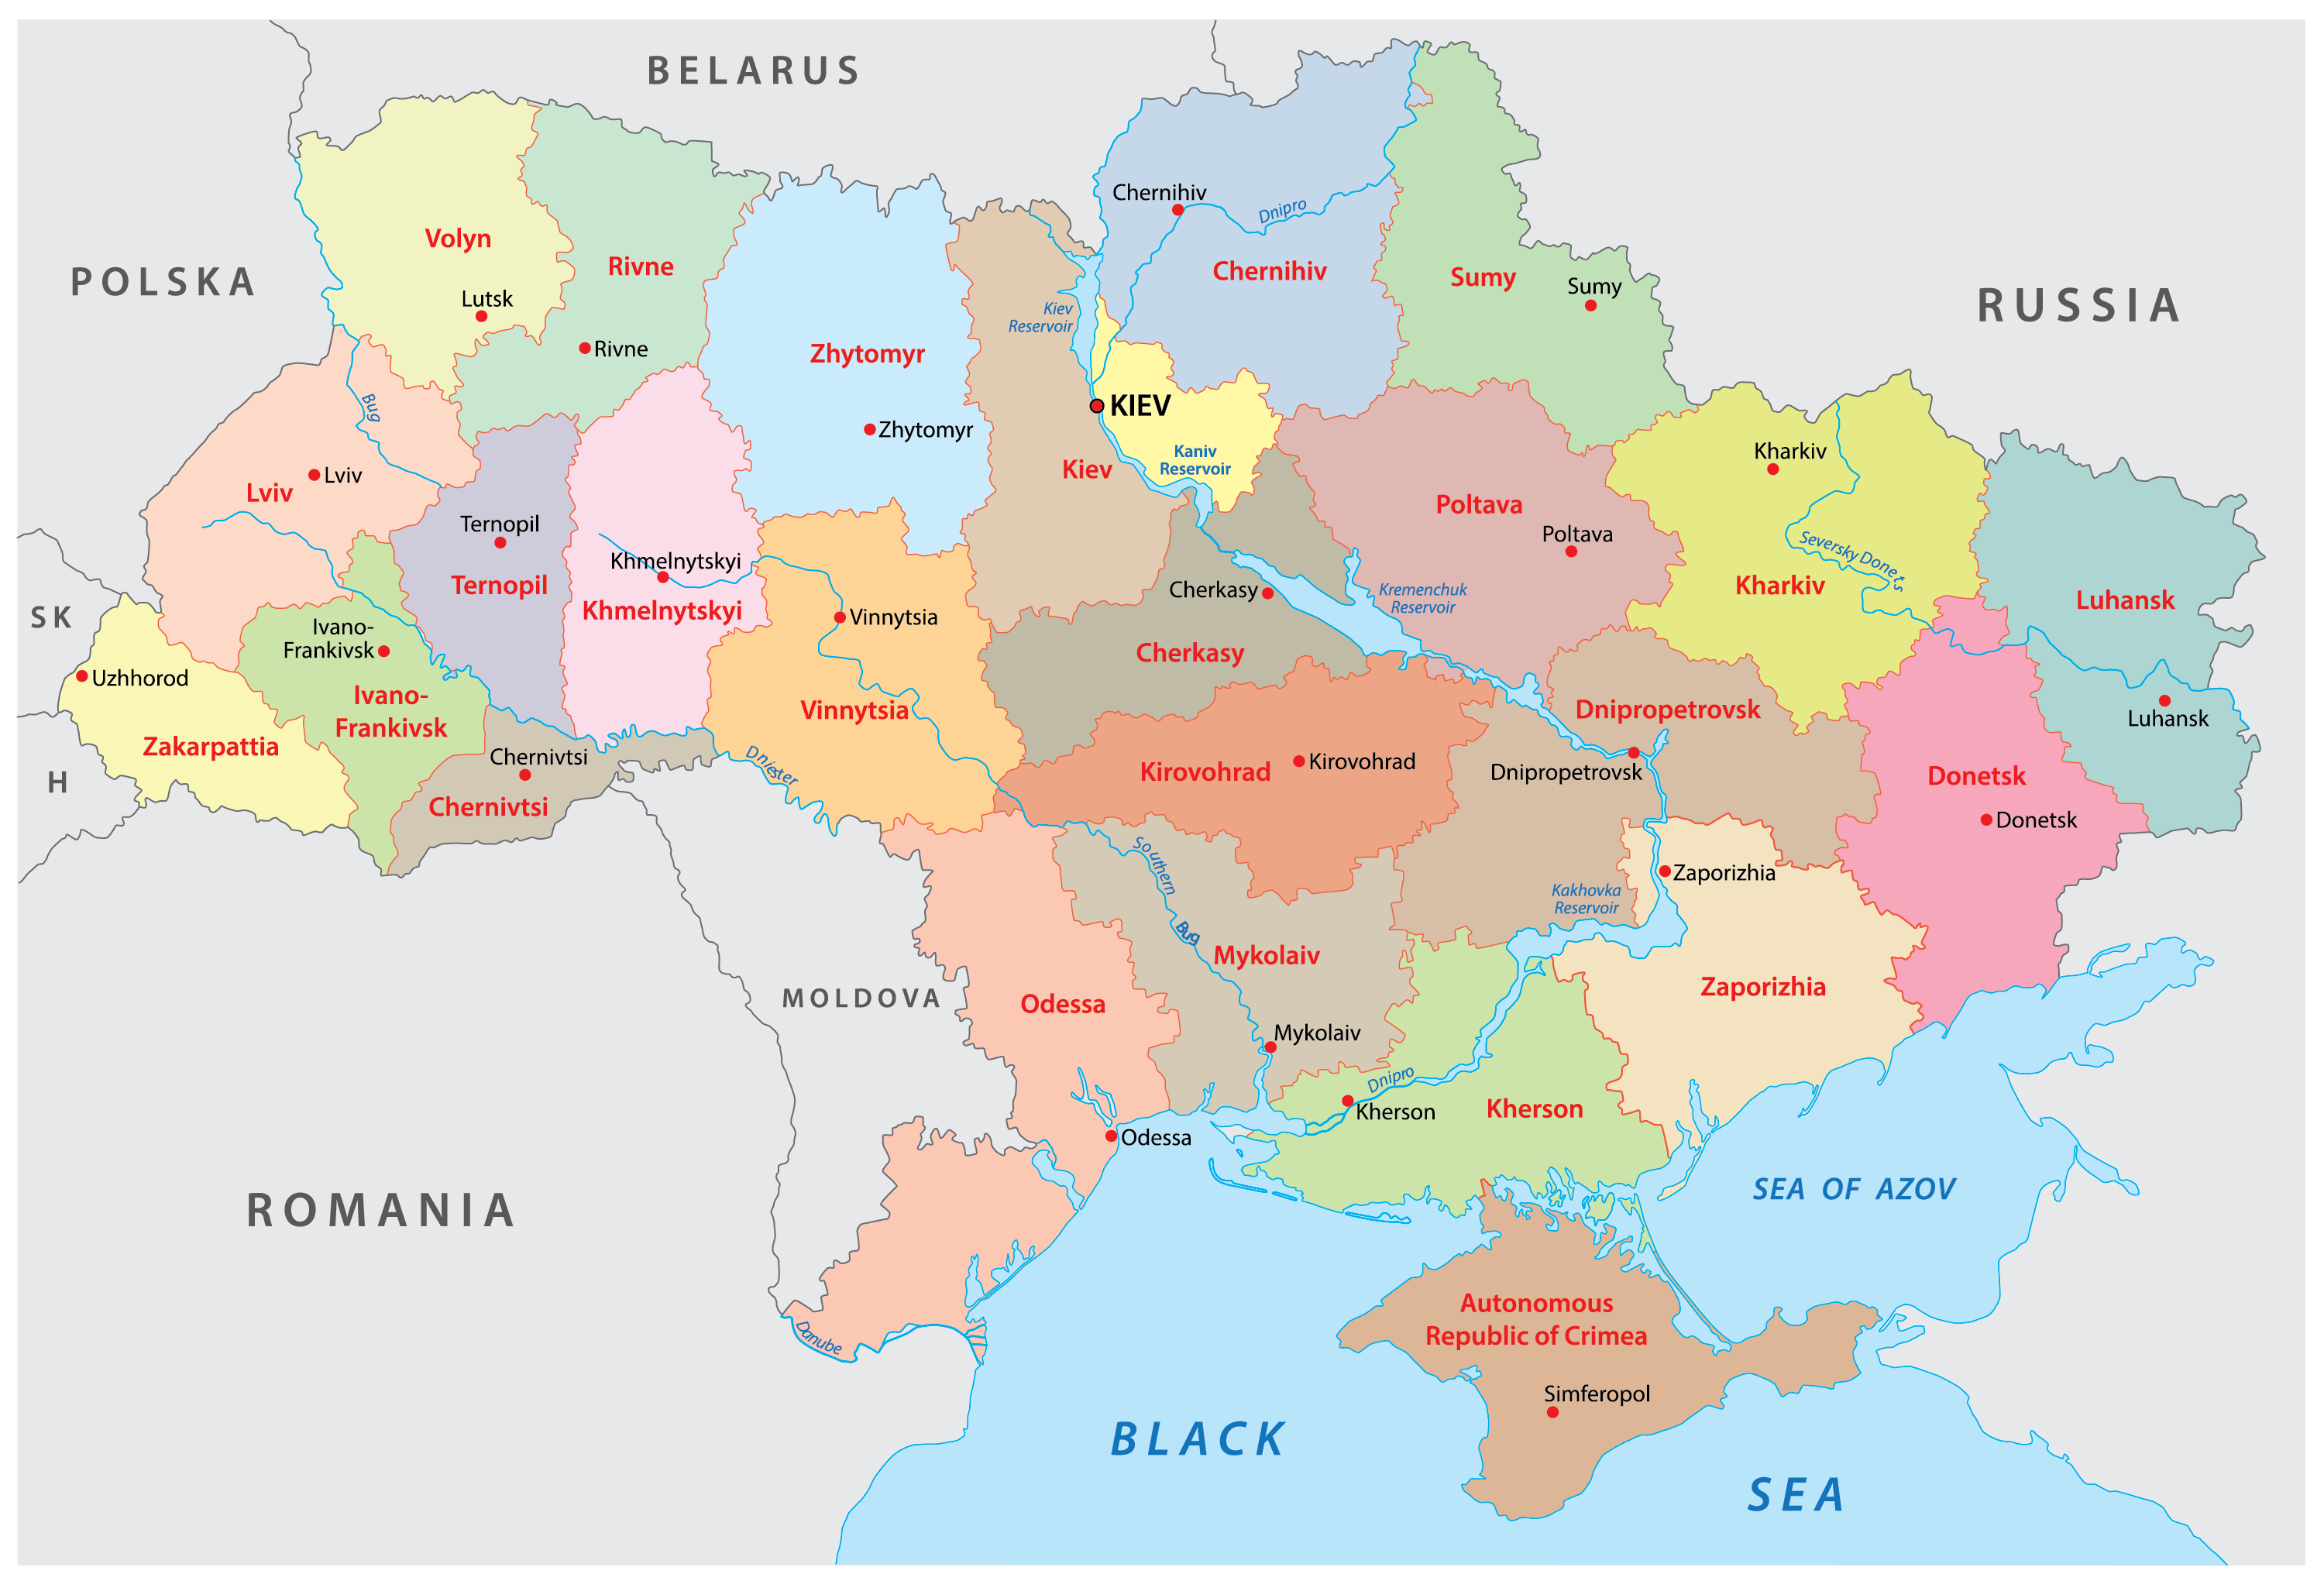 BELARUS
POLSKA
RUSSIA
SK
H
ROMANIA
MOLDOVA
BLACK
SEA
SEA OF AZOV
Volyn
Lutsk
Rivne
Rivne
Zhytomyr
Zhytomyr
Kiev
Reservoir
Chernihiv
Dnipro
Chernihiv
Sumy
Sumy
KIEV
Kaniv
Reservoir
Kiev
Bug
Lviv
Lviv
Ternopil
Ternopil
Khmelnytskyi
Khmelnytskyi
Vinnytsia
Vinnytsia
Ivano-
Frankivsk
Ivano-
Frankivsk
Uzhhorod
Zakarpattia
Chernivtsi
Chernivtsi
Dniester
Cherkasy
Cherkasy
Kremenchuk
Reservoir
Poltava
Poltava
Kharkiv
Seversky Donets
Kharkiv
Luhansk
Luhansk
Dnipropetrovsk
Dnipropetrovsk
Donetsk
Donetsk
Kirovohrad
Kirovohrad
Southern
Bug
Mykolaiv
Mykolaiv
Odessa
Odessa
Kakhovka
Reservoir
Zaporizhia
Zaporizhia
Dnipro
Kherson
Kherson
Danube
Autonomous
Republic of Crimea
Simferopol